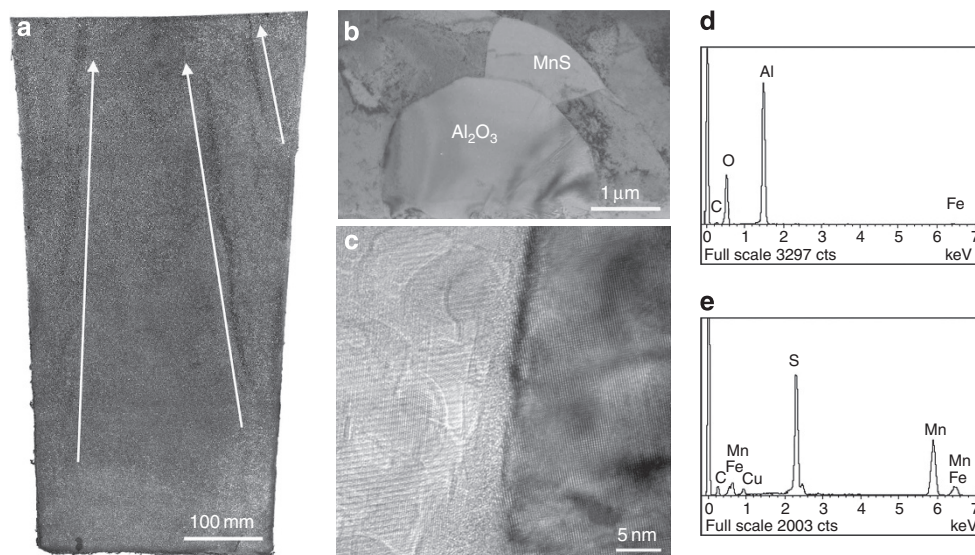 a
100 mm
b
MnS
Al₂O₃
1 μm
c
5 nm
d
Al
O
C
Fe
0 1 2 3 4 5 6 7
Full scale 3297 cts keV
e
S
Mn
Mn
Mn
Fe
Fe
C
Cu
0 1 2 3 4 5 6 7
Full scale 2003 cts keV